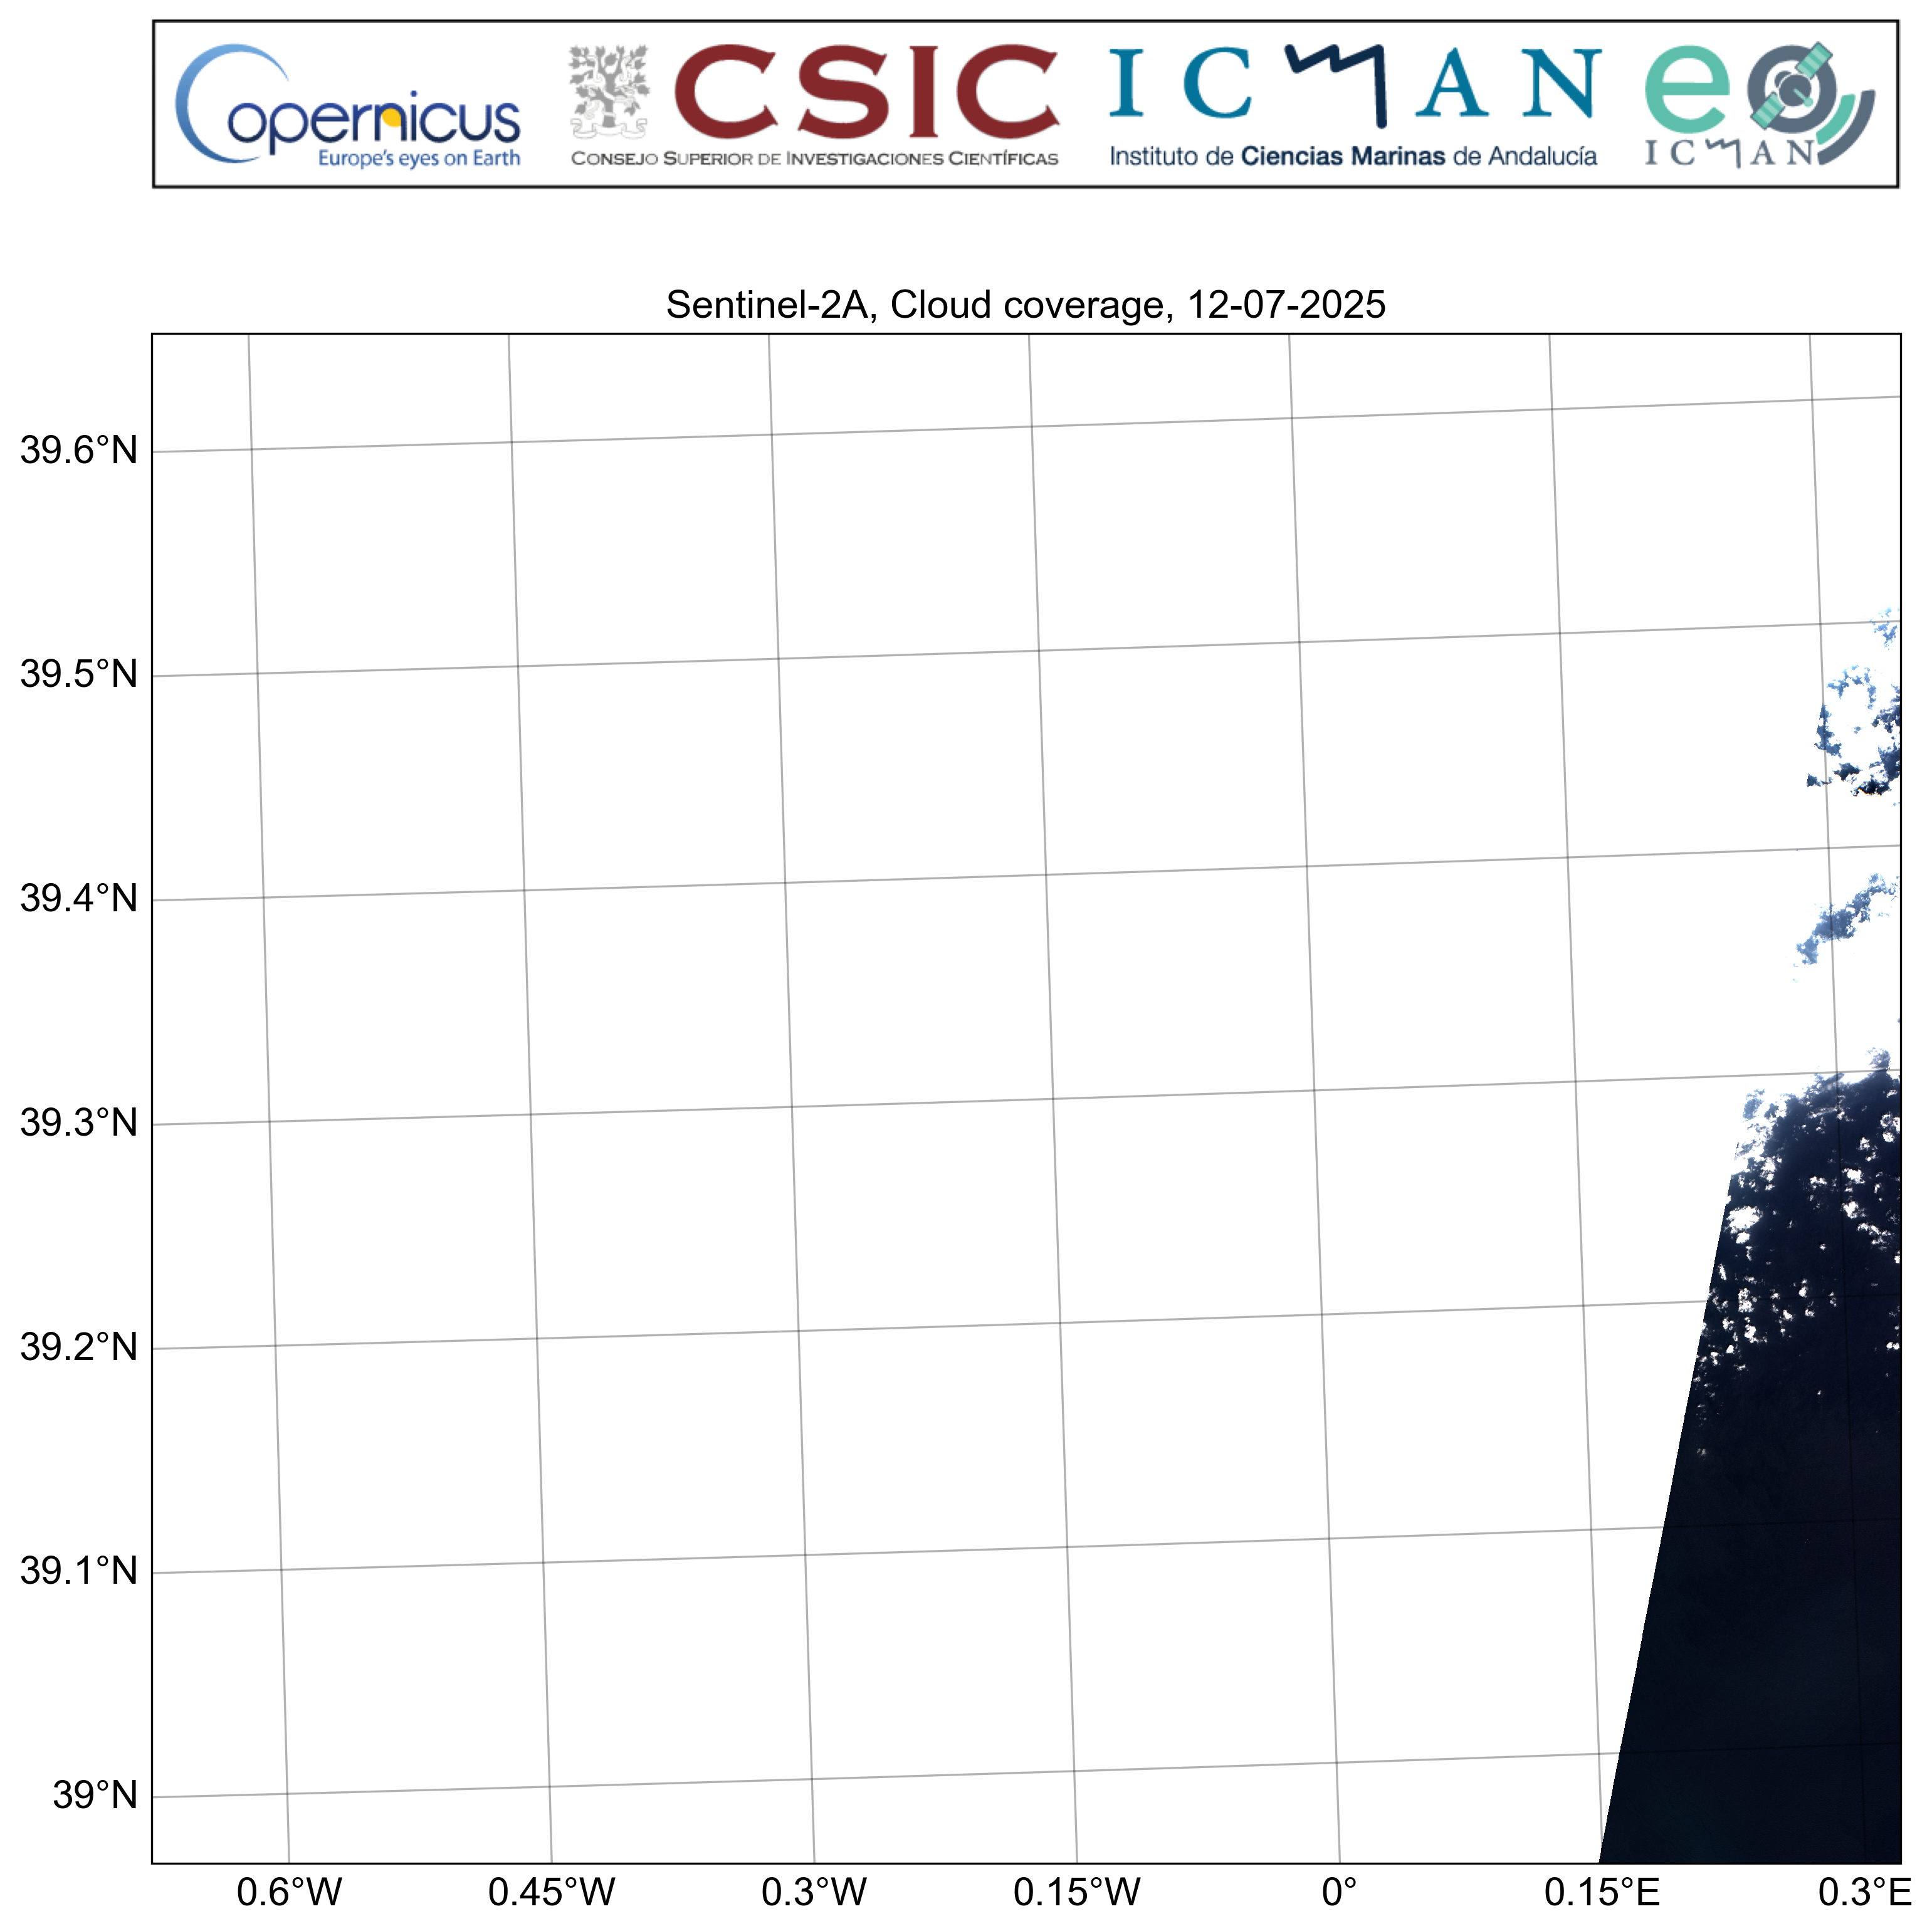 Copernicus
Europe's eyes on Earth
CSIC
CONSEJO SUPERIOR DE INVESTIGACIONES CIENTÍFICAS
ICMAN
Instituto de Ciencias Marinas de Andalucía
eo
ICMAN
Sentinel-2A, Cloud coverage, 12-07-2025
39.6°N
39.5°N
39.4°N
39.3°N
39.2°N
39.1°N
39°N
0.6°W 0.45°W 0.3°W 0.15°W 0° 0.15°E 0.3°E